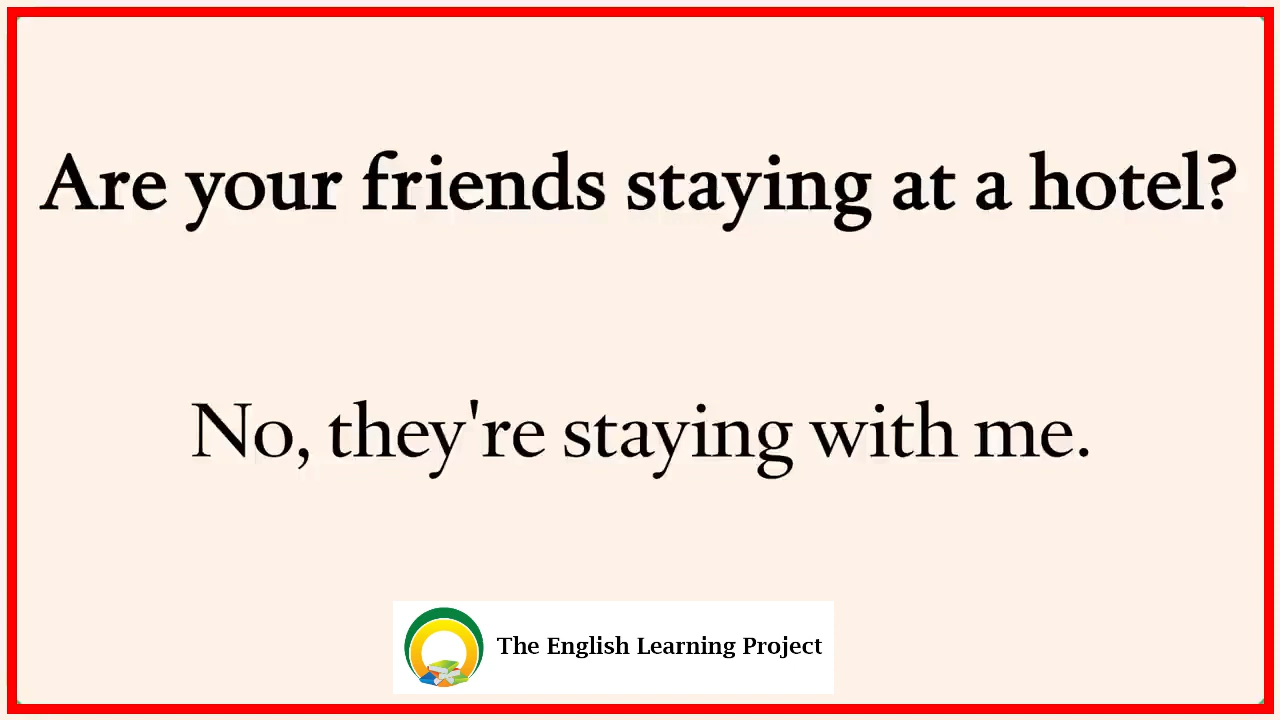 Are your friends staying at a hotel?
No, they're staying with me.
The English Learning Project